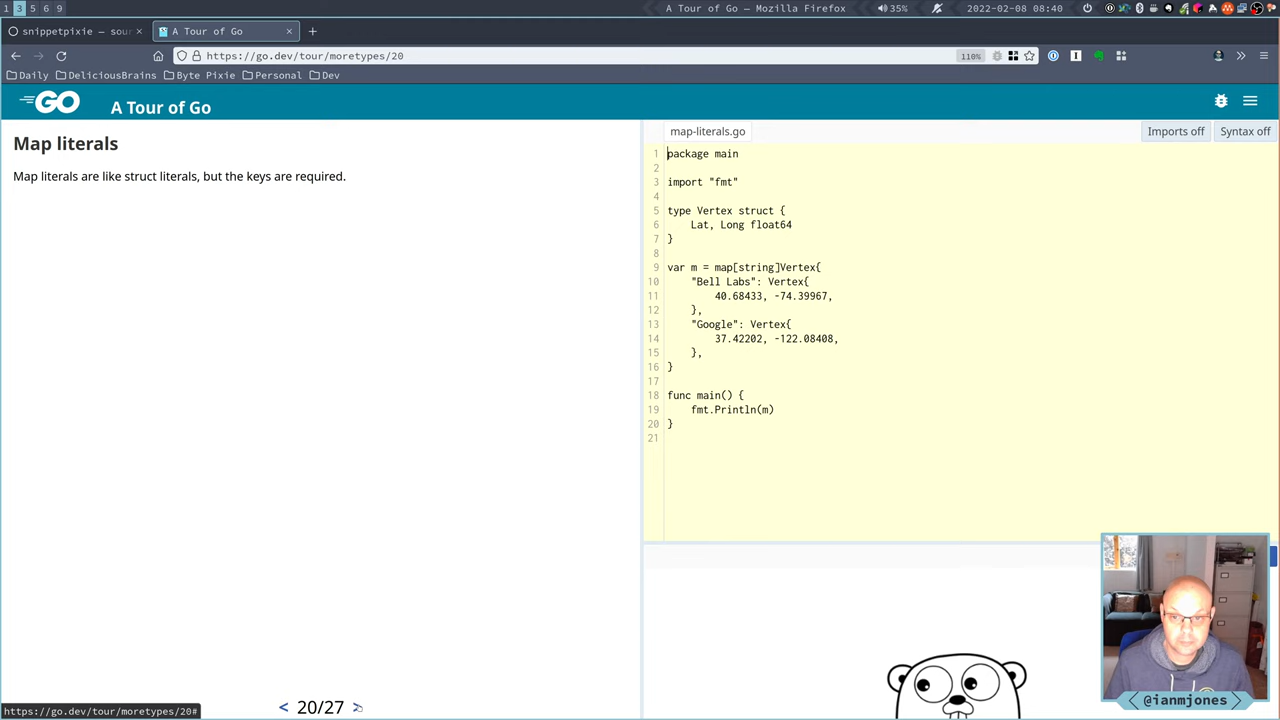 1 2 3 5 6 9
A Tour of Go — Mozilla Firefox
35%
2022-02-08 08:40
snippetpixie — sour
A Tour of Go
https://go.dev/tour/moretypes/20
110%
Daily
DeliciousBrains
Byte Pixie
Personal
Dev
GO
A Tour of Go
Map literals
Map literals are like struct literals, but the keys are required.
map-literals.go
Imports off
Syntax off
1 package main
2
3 import "fmt"
4
5 type Vertex struct {
6 Lat, Long float64
7 }
8
9 var m = map[string]Vertex{
10 "Bell Labs": Vertex{
11 40.68433, -74.39967,
12 },
13 "Google": Vertex{
14 37.42202, -122.08408,
15 },
16 }
17
18 func main() {
19 fmt.Println(m)
20 }
21
< 20/27 >
https://go.dev/tour/moretypes/20#
@ianmjones